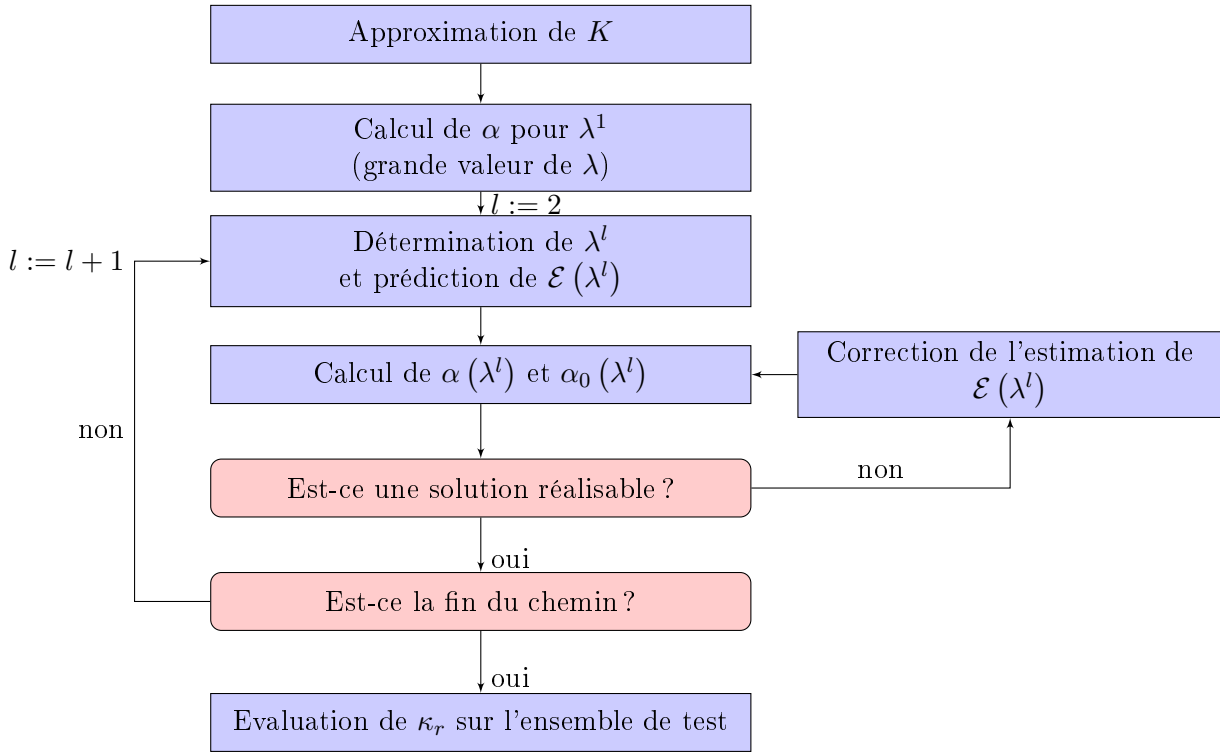 Approximation de K
Calcul de α pour λ¹
(grande valeur de λ)
l := 2
Détermination de λˡ
et prédiction de ℰ (λˡ)
l := l + 1
Calcul de α (λˡ) et α₀ (λˡ)
Correction de l'estimation de
ℰ (λˡ)
non
Est-ce une solution réalisable ?
non
oui
Est-ce la fin du chemin ?
oui
Evaluation de κᵣ sur l'ensemble de test